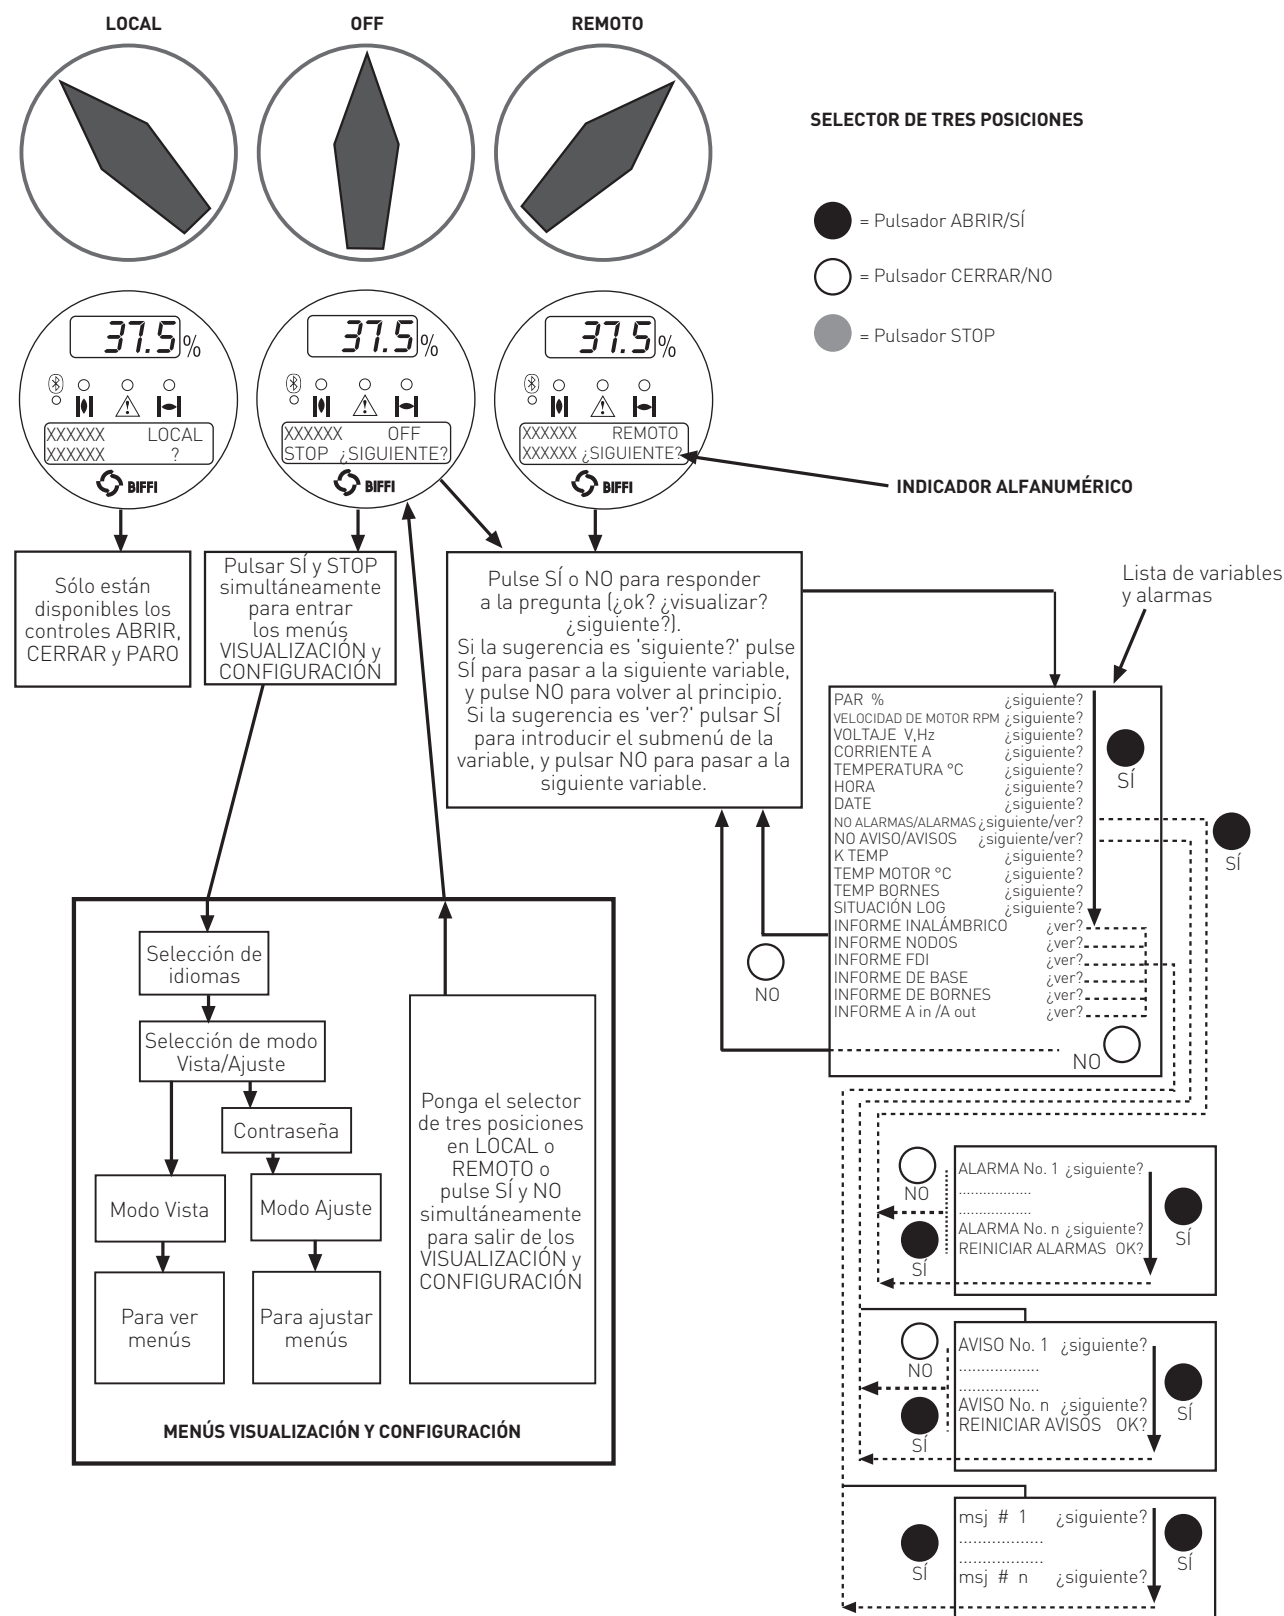 LOCAL
OFF
REMOTO
SELECTOR DE TRES POSICIONES
= Pulsador ABRIR/SÍ
= Pulsador CERRAR/NO
= Pulsador STOP
37.5 %
XXXXXX LOCAL
XXXXXX ?
BIFFI
37.5 %
XXXXXX OFF
STOP ¿SIGUIENTE?
BIFFI
37.5 %
XXXXXX REMOTO
XXXXXX ¿SIGUIENTE?
BIFFI
INDICADOR ALFANUMÉRICO
Sólo están
disponibles los
controles ABRIR,
CERRAR y PARO
Pulsar SÍ y STOP
simultáneamente
para entrar
los menús
VISUALIZACIÓN y
CONFIGURACIÓN
Pulse SÍ o NO para responder
a la pregunta (¿ok? ¿visualizar?
¿siguiente?).
Si la sugerencia es 'siguiente?' pulse
SÍ para pasar a la siguiente variable,
y pulse NO para volver al principio.
Si la sugerencia es 'ver?' pulsar SÍ
para introducir el submenú de la
variable, y pulsar NO para pasar a la
siguiente variable.
Lista de variables
y alarmas
PAR % ¿siguiente?
VELOCIDAD DE MOTOR RPM ¿siguiente?
VOLTAJE V,Hz ¿siguiente?
CORRIENTE A ¿siguiente?
TEMPERATURA °C ¿siguiente?
HORA ¿siguiente?
DATE ¿siguiente?
NO ALARMAS/ALARMAS ¿siguiente/ver?
NO AVISO/AVISOS ¿siguiente/ver?
K TEMP ¿siguiente?
TEMP MOTOR °C ¿siguiente?
TEMP BORNES ¿siguiente?
SITUACIÓN LOG ¿siguiente?
INFORME INALÁMBRICO ¿ver?
INFORME NODOS ¿ver?
INFORME FDI ¿ver?
INFORME DE BASE ¿ver?
INFORME DE BORNES ¿ver?
INFORME A in /A out ¿ver?
SÍ
SÍ
NO
NO
Selección de
idiomas
Selección de modo
Vista/Ajuste
Contraseña
Modo Vista
Modo Ajuste
Para ver
menús
Para ajustar
menús
Ponga el selector
de tres posiciones
en LOCAL o
REMOTO o
pulse SÍ y NO
simultáneamente
para salir de los
VISUALIZACIÓN y
CONFIGURACIÓN
MENÚS VISUALIZACIÓN Y CONFIGURACIÓN
NO
SÍ
ALARMA No. 1 ¿siguiente?
..................
..................
ALARMA No. n ¿siguiente?
REINICIAR ALARMAS OK?
SÍ
NO
SÍ
AVISO No. 1 ¿siguiente?
..................
..................
AVISO No. n ¿siguiente?
REINICIAR AVISOS OK?
SÍ
SÍ
msj # 1 ¿siguiente?
..................
..................
msj # n ¿siguiente?
SÍ